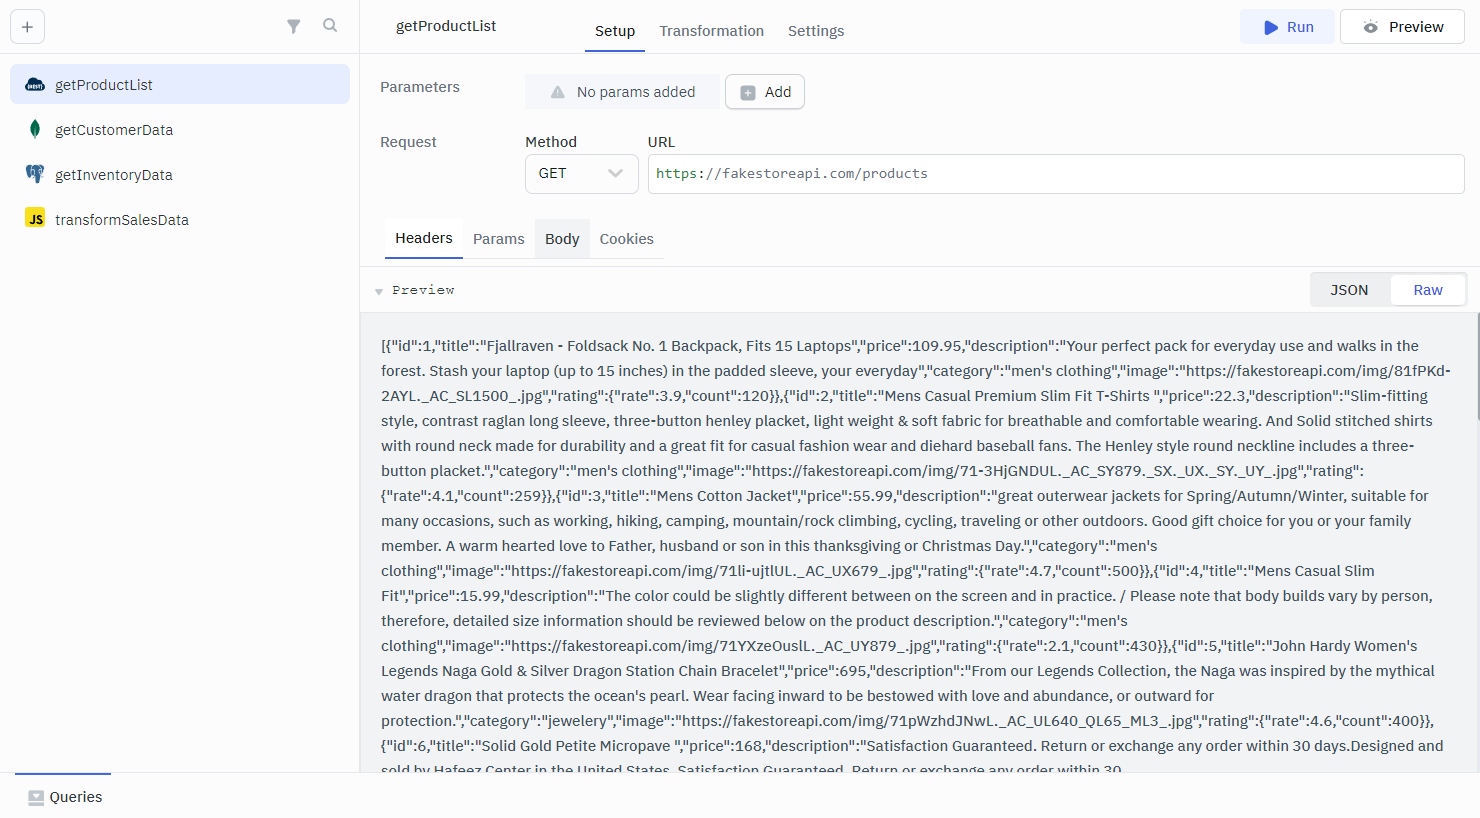 getProductList
Setup
Transformation
Settings
Run
Preview
{REST}
getProductList
getCustomerData
getInventoryData
JS
transformSalesData
Parameters
No params added
Add
Request
Method
URL
GET
https://fakestoreapi.com/products
Headers
Params
Body
Cookies
Preview
JSON
Raw
[{"id":1,"title":"Fjallraven - Foldsack No. 1 Backpack, Fits 15 Laptops","price":109.95,"description":"Your perfect pack for everyday use and walks in the
forest. Stash your laptop (up to 15 inches) in the padded sleeve, your everyday","category":"men's clothing","image":"https://fakestoreapi.com/img/81fPKd-
2AYL._AC_SL1500_.jpg","rating":{"rate":3.9,"count":120}},{"id":2,"title":"Mens Casual Premium Slim Fit T-Shirts ","price":22.3,"description":"Slim-fitting
style, contrast raglan long sleeve, three-button henley placket, light weight & soft fabric for breathable and comfortable wearing. And Solid stitched shirts
with round neck made for durability and a great fit for casual fashion wear and diehard baseball fans. The Henley style round neckline includes a three-
button placket.","category":"men's clothing","image":"https://fakestoreapi.com/img/71-3HjGNDUL._AC_SY879._SX._UX._SY._UY_.jpg","rating":
{"rate":4.1,"count":259}},{"id":3,"title":"Mens Cotton Jacket","price":55.99,"description":"great outerwear jackets for Spring/Autumn/Winter, suitable for
many occasions, such as working, hiking, camping, mountain/rock climbing, cycling, traveling or other outdoors. Good gift choice for you or your family
member. A warm hearted love to Father, husband or son in this thanksgiving or Christmas Day.","category":"men's
clothing","image":"https://fakestoreapi.com/img/71li-ujtlUL._AC_UX679_.jpg","rating":{"rate":4.7,"count":500}},{"id":4,"title":"Mens Casual Slim
Fit","price":15.99,"description":"The color could be slightly different between on the screen and in practice. / Please note that body builds vary by person,
therefore, detailed size information should be reviewed below on the product description.","category":"men's
clothing","image":"https://fakestoreapi.com/img/71YXzeOuslL._AC_UY879_.jpg","rating":{"rate":2.1,"count":430}},{"id":5,"title":"John Hardy Women's
Legends Naga Gold & Silver Dragon Station Chain Bracelet","price":695,"description":"From our Legends Collection, the Naga was inspired by the mythical
water dragon that protects the ocean's pearl. Wear facing inward to be bestowed with love and abundance, or outward for
protection.","category":"jewelery","image":"https://fakestoreapi.com/img/71pWzhdJNwL._AC_UL640_QL65_ML3_.jpg","rating":{"rate":4.6,"count":400}},
{"id":6,"title":"Solid Gold Petite Micropave ","price":168,"description":"Satisfaction Guaranteed. Return or exchange any order within 30 days.Designed and
sold by Hafeez Center in the United States. Satisfaction Guaranteed. Return or exchange any order within 30
Queries